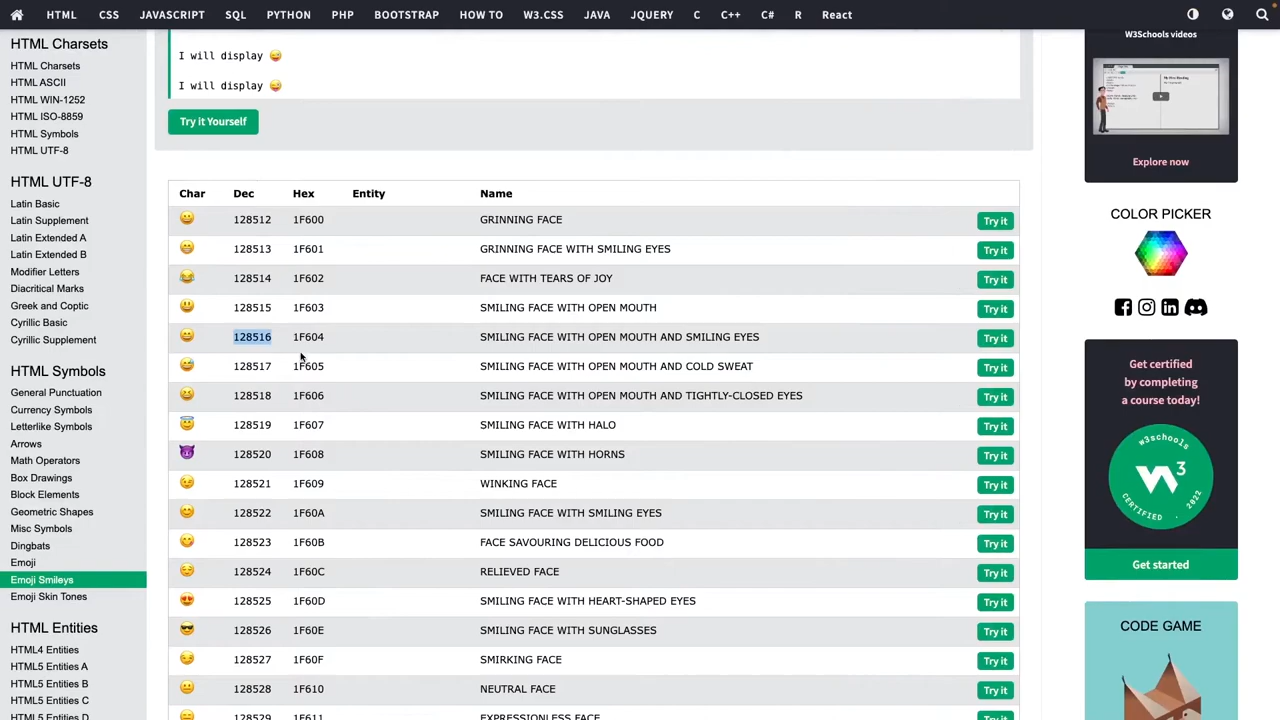 HTML CSS JAVASCRIPT SQL PYTHON PHP BOOTSTRAP HOW TO W3.CSS JAVA JQUERY C C++ C# R React
HTML Charsets
HTML Charsets
HTML ASCII
HTML WIN-1252
HTML ISO-8859
HTML Symbols
HTML UTF-8
HTML UTF-8
Latin Basic
Latin Supplement
Latin Extended A
Latin Extended B
Modifier Letters
Diacritical Marks
Greek and Coptic
Cyrillic Basic
Cyrillic Supplement
HTML Symbols
General Punctuation
Currency Symbols
Letterlike Symbols
Arrows
Math Operators
Box Drawings
Block Elements
Geometric Shapes
Misc Symbols
Dingbats
Emoji
Emoji Smileys
Emoji Skin Tones
HTML Entities
HTML4 Entities
HTML5 Entities A
HTML5 Entities B
HTML5 Entities C
HTML5 Entities D
I will display 😜
I will display 😜
Try it Yourself
Char Dec Hex Entity Name
😀 128512 1F600 GRINNING FACE Try it
😁 128513 1F601 GRINNING FACE WITH SMILING EYES Try it
😂 128514 1F602 FACE WITH TEARS OF JOY Try it
😃 128515 1F603 SMILING FACE WITH OPEN MOUTH Try it
😄 128516 1F604 SMILING FACE WITH OPEN MOUTH AND SMILING EYES Try it
😅 128517 1F605 SMILING FACE WITH OPEN MOUTH AND COLD SWEAT Try it
😆 128518 1F606 SMILING FACE WITH OPEN MOUTH AND TIGHTLY-CLOSED EYES Try it
😇 128519 1F607 SMILING FACE WITH HALO Try it
😈 128520 1F608 SMILING FACE WITH HORNS Try it
😉 128521 1F609 WINKING FACE Try it
😊 128522 1F60A SMILING FACE WITH SMILING EYES Try it
😋 128523 1F60B FACE SAVOURING DELICIOUS FOOD Try it
😌 128524 1F60C RELIEVED FACE Try it
😍 128525 1F60D SMILING FACE WITH HEART-SHAPED EYES Try it
😎 128526 1F60E SMILING FACE WITH SUNGLASSES Try it
😏 128527 1F60F SMIRKING FACE Try it
😐 128528 1F610 NEUTRAL FACE Try it
😑 128529 1F611 EXPRESSIONLESS FACE Try it
W3Schools videos
Explore now
COLOR PICKER
Get certified
by completing
a course today!
w3schools
W3
CERTIFIED . 2022
Get started
CODE GAME